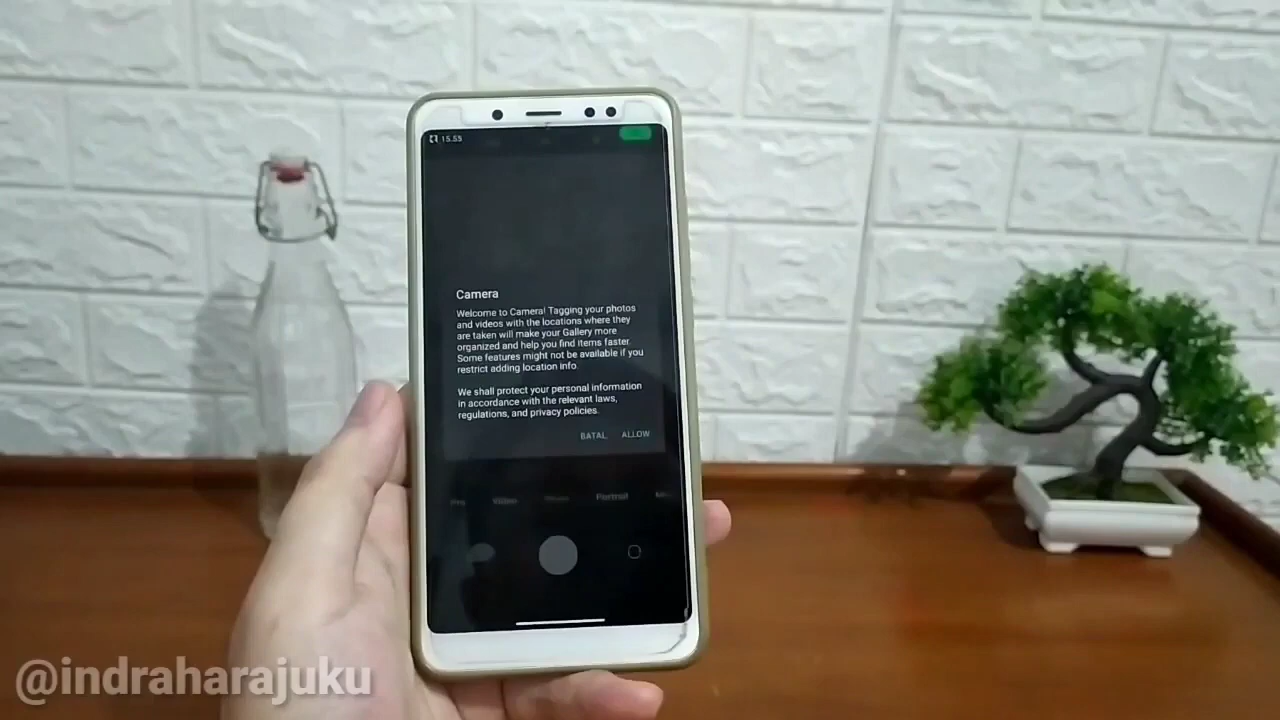 15.55
Camera
Welcome to Camera! Tagging your photos
and videos with the locations where they
are taken will make your Gallery more
organized and help you find items faster.
Some features might not be available if you
restrict adding location info.
We shall protect your personal information
in accordance with the relevant laws,
regulations, and privacy policies.
BATAL ALLOW
Pro Video Portrait
@indraharajuku